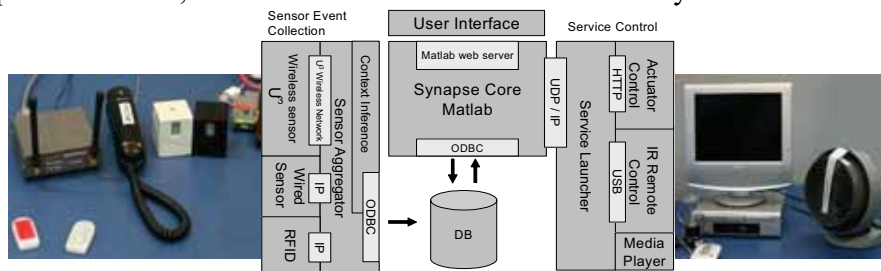 Sensor Event
Collection
User Interface
Service Control
U³
Wireless sensor
U³ Wireless Network
Sensor Aggregator
Context Inference
Wired
Sensor
IP
RFID
IP
ODBC
Matlab web server
Synapse Core
Matlab
ODBC
DB
UDP / IP
Service Launcher
Actuator
Control
HTTP
IR Remote
Control
USB
Media
Player